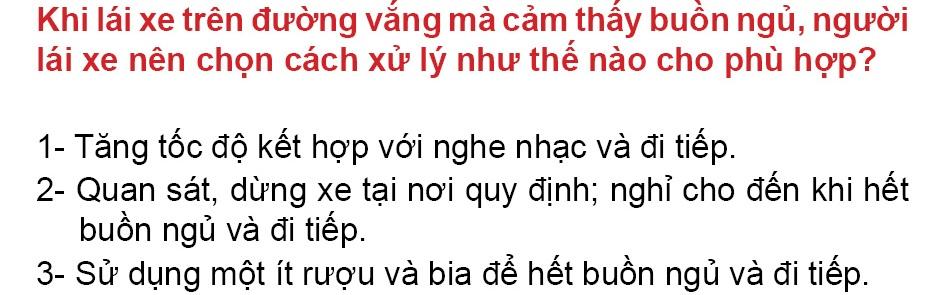 Khi lái xe trên đường vắng mà cảm thấy buồn ngủ, người
lái xe nên chọn cách xử lý như thế nào cho phù hợp?
1- Tăng tốc độ kết hợp với nghe nhạc và đi tiếp.
2- Quan sát, dừng xe tại nơi quy định; nghỉ cho đến khi hết
buồn ngủ và đi tiếp.
3- Sử dụng một ít rượu và bia để hết buồn ngủ và đi tiếp.